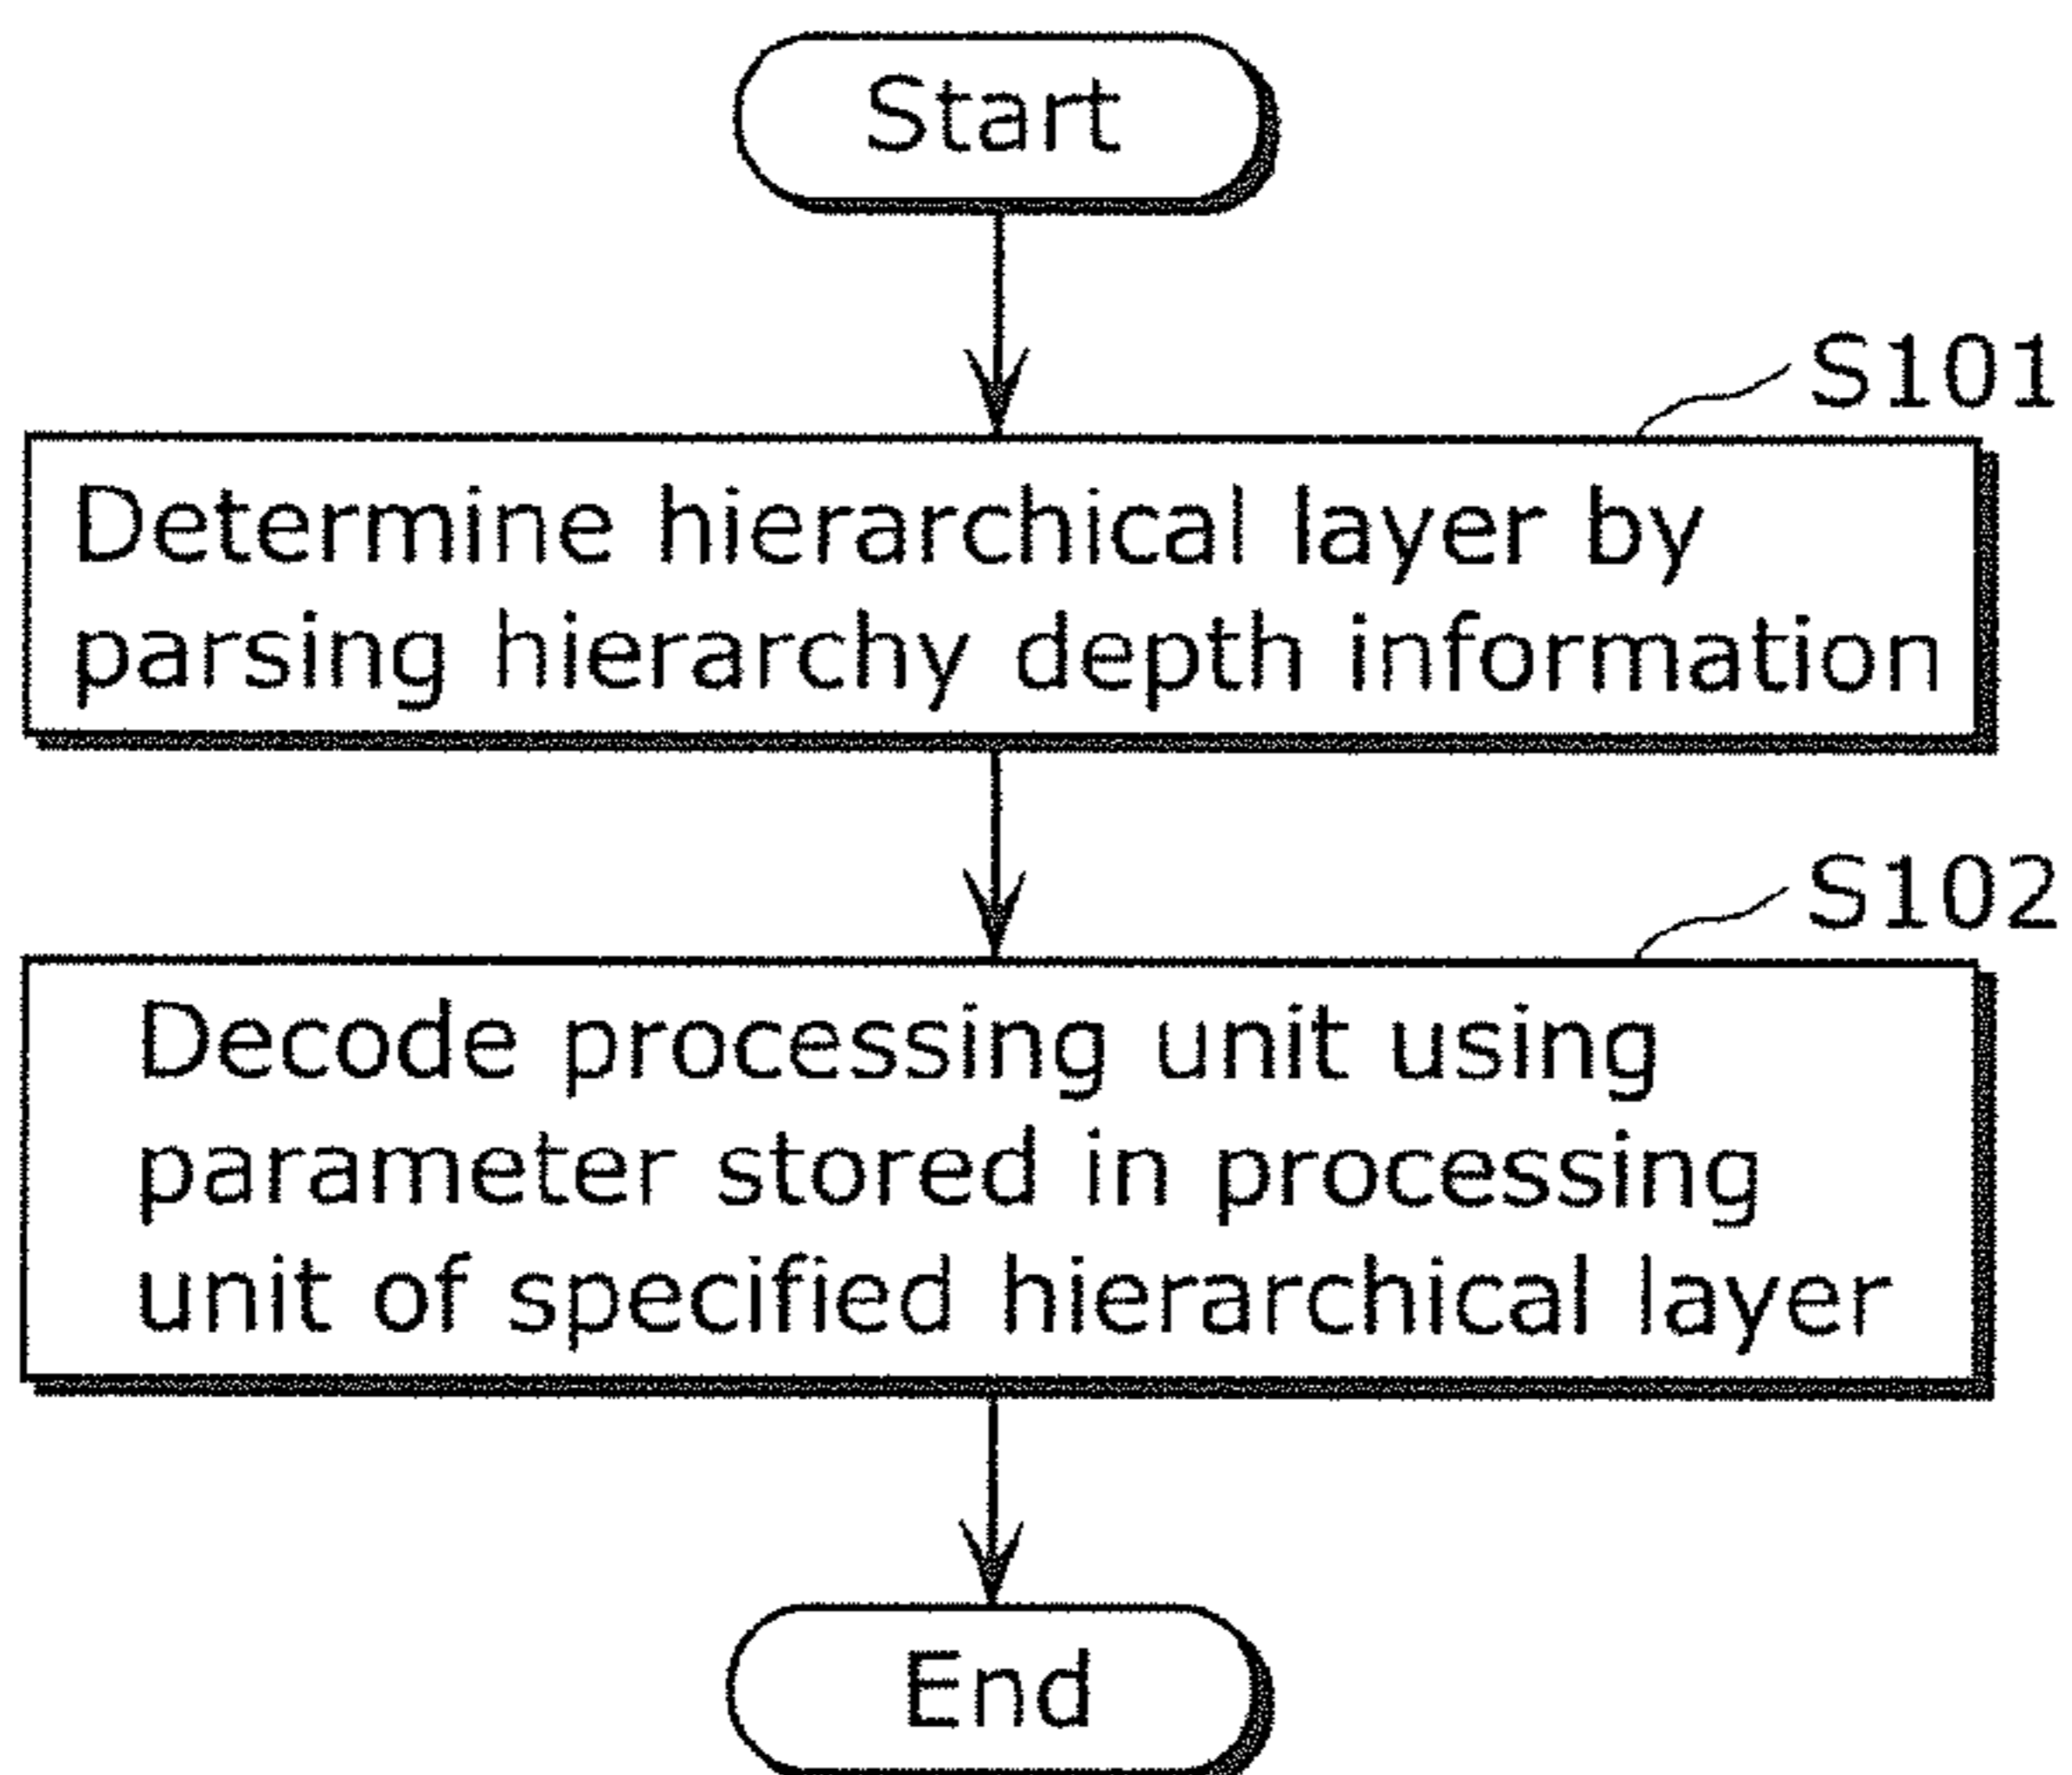 Start
S101
Determine hierarchical layer by
parsing hierarchy depth information
S102
Decode processing unit using
parameter stored in processing
unit of specified hierarchical layer
End